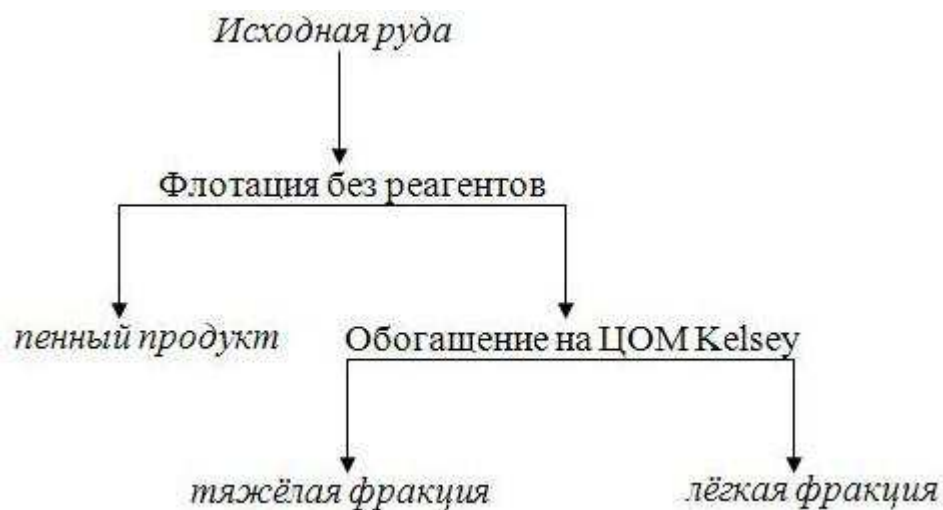 Исходная руда
Флотация без реагентов
пенный продукт
Обогащение на ЦОМ Kelsey
тяжёлая фракция
лёгкая фракция